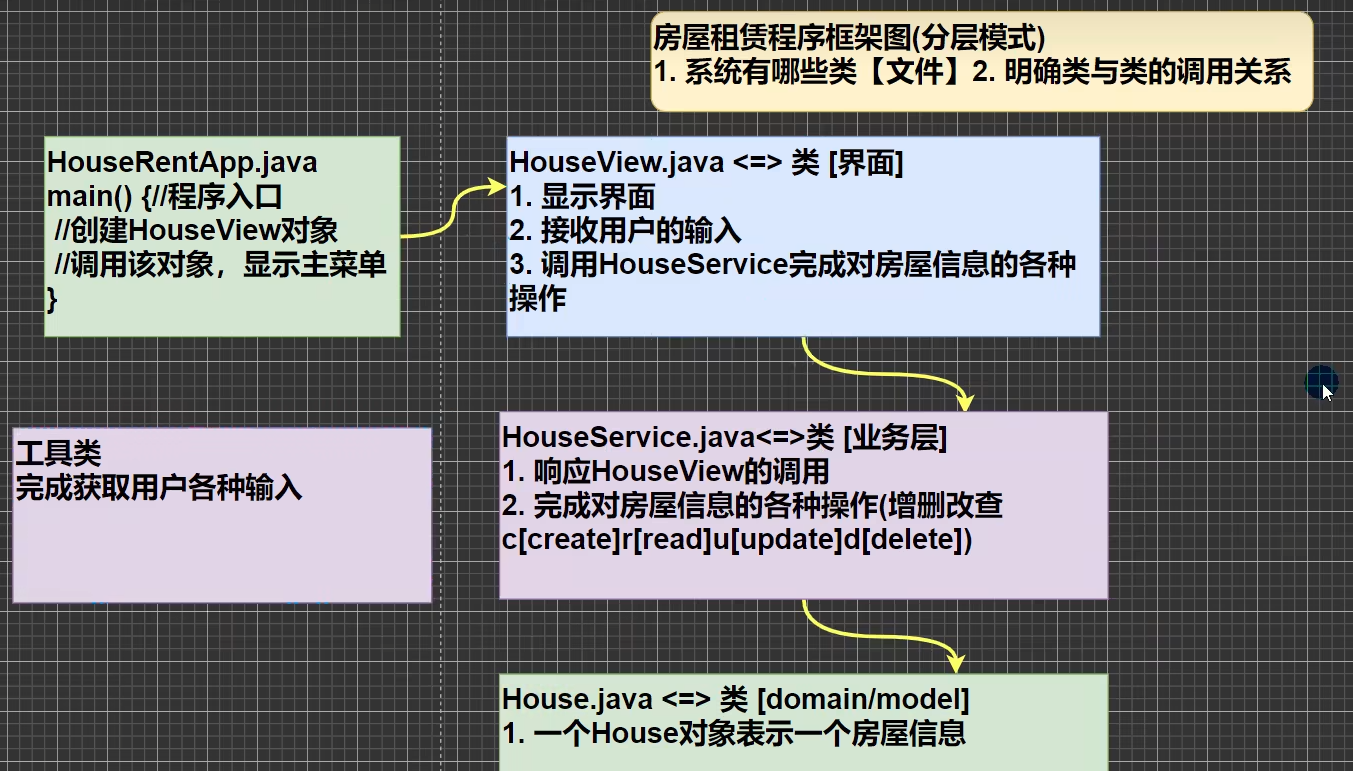 房屋租赁程序框架图(分层模式)
1. 系统有哪些类【文件】2. 明确类与类的调用关系
HouseRentApp.java
main() {//程序入口
//创建HouseView对象
//调用该对象，显示主菜单
}
HouseView.java <=> 类 [界面]
1. 显示界面
2. 接收用户的输入
3. 调用HouseService完成对房屋信息的各种
操作
工具类
完成获取用户各种输入
HouseService.java<=>类 [业务层]
1. 响应HouseView的调用
2. 完成对房屋信息的各种操作(增删改查
c[create]r[read]u[update]d[delete])
House.java <=> 类 [domain/model]
1. 一个House对象表示一个房屋信息